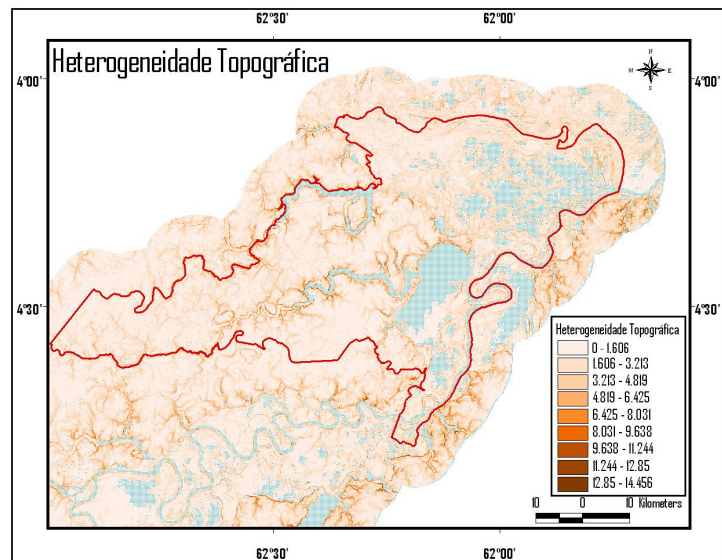 62°30' 62°00'
Heterogeneidade Topográfica
N
W E
S
4°00' 4°00'
4°30' 4°30'
Heterogeneidade Topográfica
0 - 1.606
1.606 - 3.213
3.213 - 4.819
4.819 - 6.425
6.425 - 8.031
8.031 - 9.638
9.638 - 11.244
11.244 - 12.85
12.85 - 14.456
10 0 10 Kilometers
62°30' 62°00'